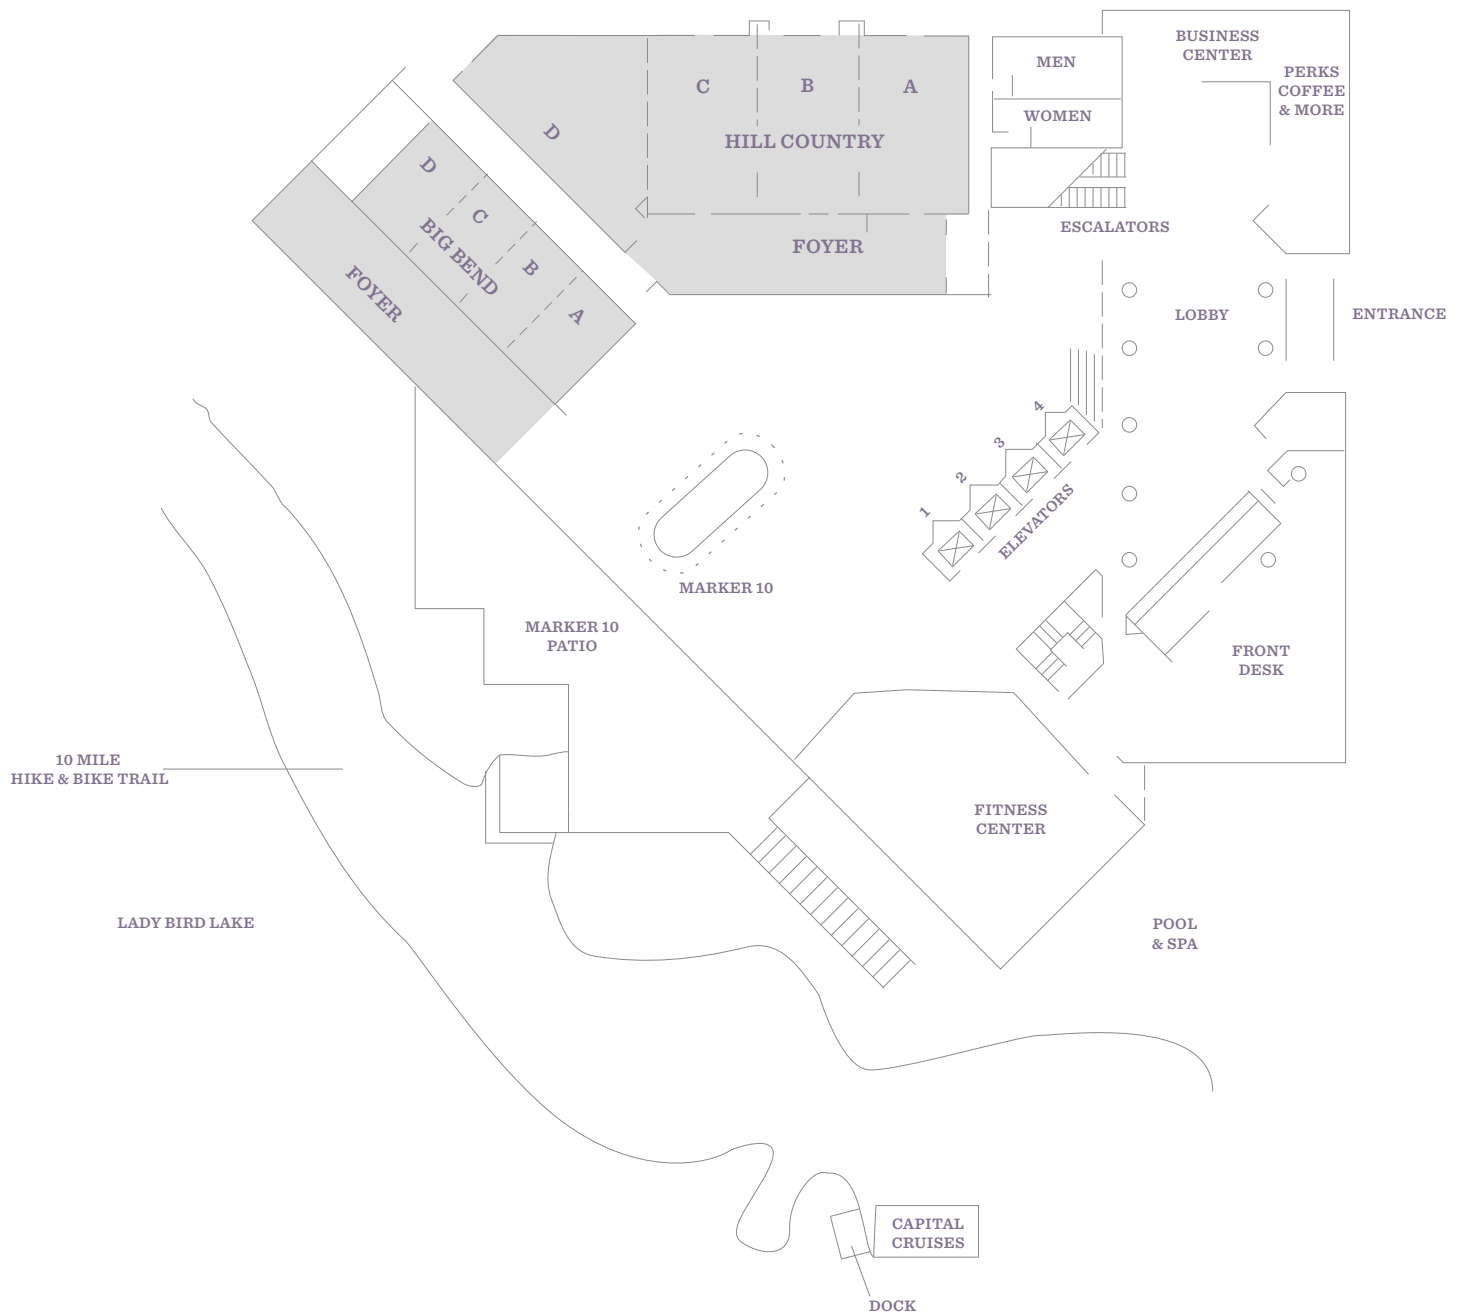 BUSINESS
CENTER
PERKS
COFFEE
& MORE
MEN
WOMEN
C
B
A
D
HILL COUNTRY
FOYER
ESCALATORS
D
C
B
A
BIG BEND
FOYER
LOBBY
ENTRANCE
4
3
2
1
ELEVATORS
MARKER 10
MARKER 10
PATIO
FRONT
DESK
10 MILE
HIKE & BIKE TRAIL
FITNESS
CENTER
LADY BIRD LAKE
POOL
& SPA
CAPITAL
CRUISES
DOCK